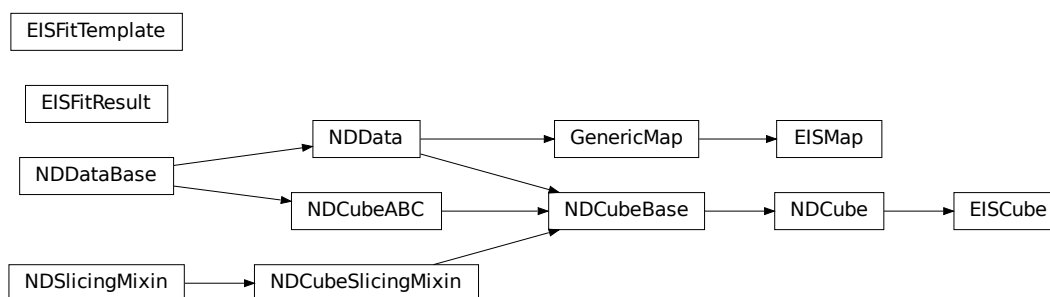 EISFitTemplate
EISFitResult
NDData
GenericMap
EISMap
NDDataBase
NDCubeABC
NDCubeBase
NDCube
EISCube
NDSlicingMixin
NDCubeSlicingMixin